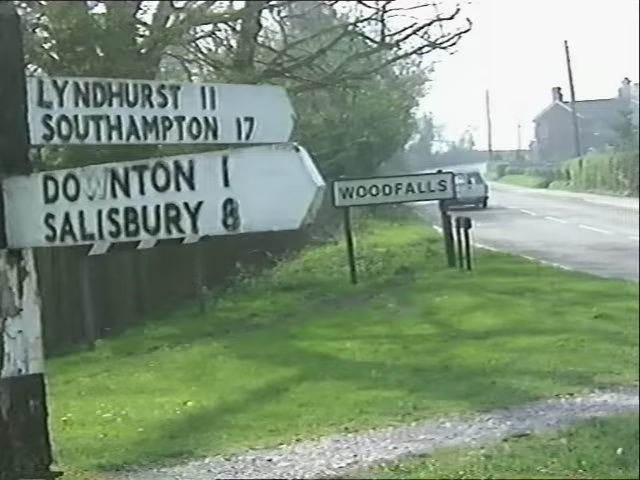 LYNDHURST 11
SOUTHAMPTON 17
DOWNTON 1
SALISBURY 8
WOODFALLS